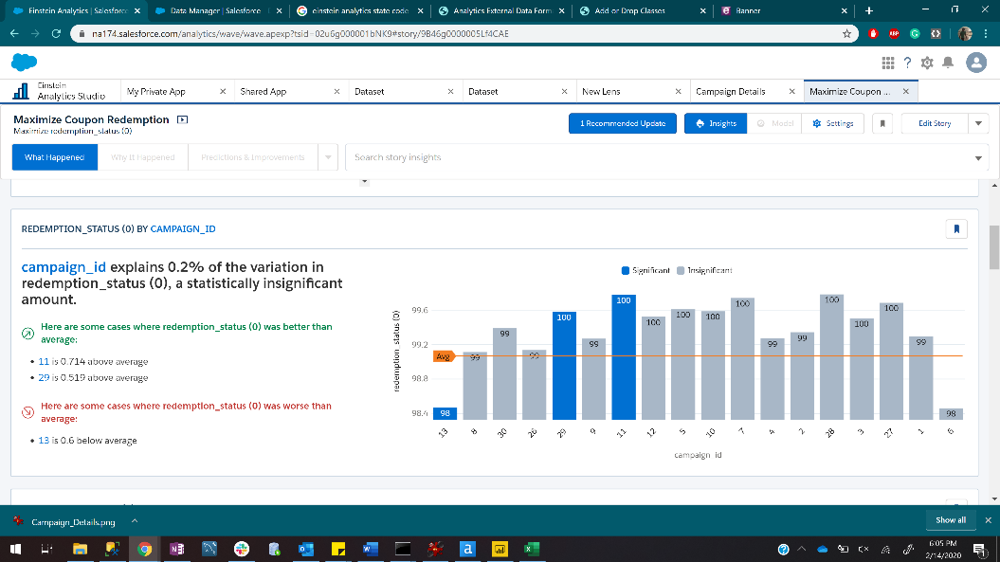 Einstein Analytics | Salesforce
Data Manager | Salesforce
einstein analytics state code
Analytics External Data Form
Add or Drop Classes
Banner
na174.salesforce.com/analytics/wave/wave.apexp?tsid=02u6g000001bNK9#story/9B46g0000005Lf4CAE
ABP
Einstein
Analytics Studio
My Private App
Shared App
Dataset
Dataset
New Lens
Campaign Details
Maximize Coupon ...
Maximize Coupon Redemption
Maximize redemption_status (0)
1 Recommended Update
Insights
Model
Settings
Edit Story
What Happened
Why It Happened
Predictions & Improvements
Search story insights
REDEMPTION_STATUS (0) BY CAMPAIGN_ID
campaign_id explains 0.2% of the variation in
redemption_status (0), a statistically insignificant
amount.
Here are some cases where redemption_status (0) was better than
average:
11 is 0.714 above average
29 is 0.519 above average
Here are some cases where redemption_status (0) was worse than
average:
13 is 0.6 below average
Significant Insignificant
redemption_status (0)
99.6
99.2
98.8
98.4
Avg
98 99 99 99 100 99 100 100 100 100 100 99 99 100 100 100 99 98
13 8 30 26 29 9 11 12 5 10 7 4 2 28 3 27 1 6
campaign_id
Campaign_Details.png
Show all
6:05 PM
2/14/2020